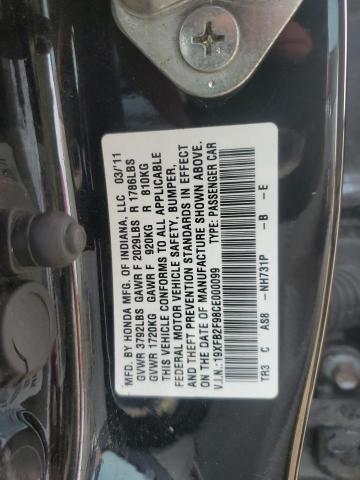 MFD. BY HONDA MFG. OF INDIANA, LLC 03/11
GVWR 3792LBS GAWR F 2029LBS R 1786LBS
GVWR 1720KG GAWR F 920KG R 810KG
THIS VEHICLE CONFORMS TO ALL APPLICABLE
FEDERAL MOTOR VEHICLE SAFETY, BUMPER,
AND THEFT PREVENTION STANDARDS IN EFFECT
ON THE DATE OF MANUFACTURE SHOWN ABOVE.
V.I.N.:19XFB2F98CE000099 TYPE: PASSENGER CAR
TR3 C AS8 -NH731P -B -E